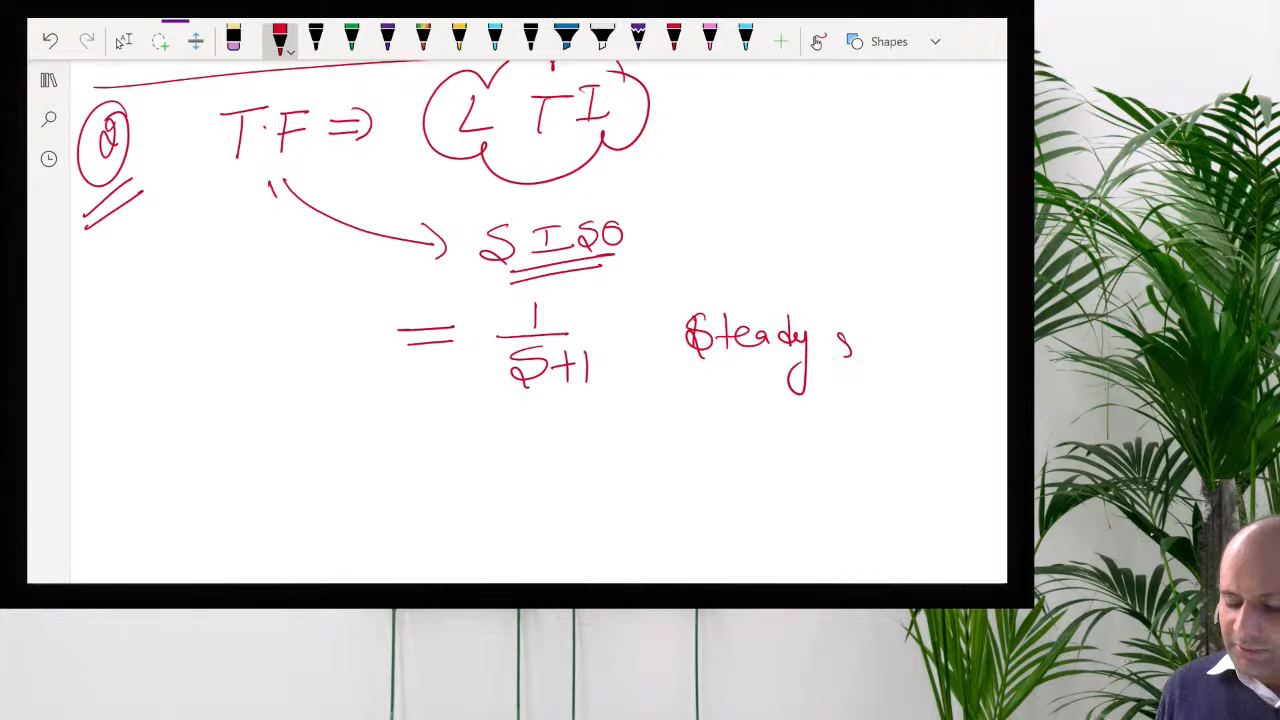 Shapes
Q T.F ⇒ LTI
SISO
= 1/(S+1) Steady s